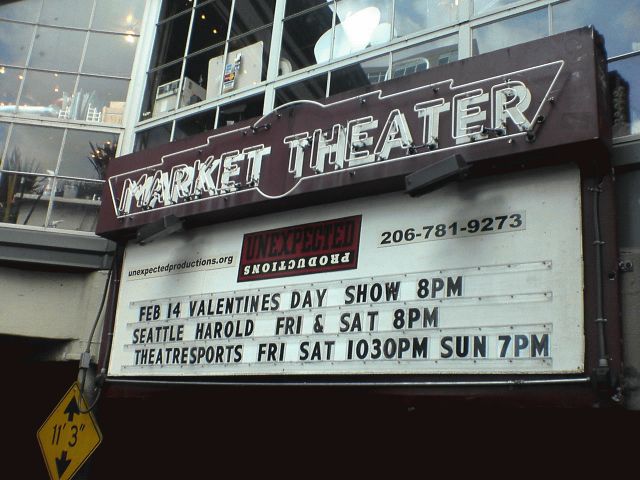 MARKET THEATER
unexpectedproductions.org
UNEXPECTED
PRODUCTIONS
206-781-9273
FEB 14 VALENTINES DAY SHOW 8PM
SEATTLE HAROLD FRI & SAT 8PM
THEATRESPORTS FRI SAT 1030PM SUN 7PM
11' 3"